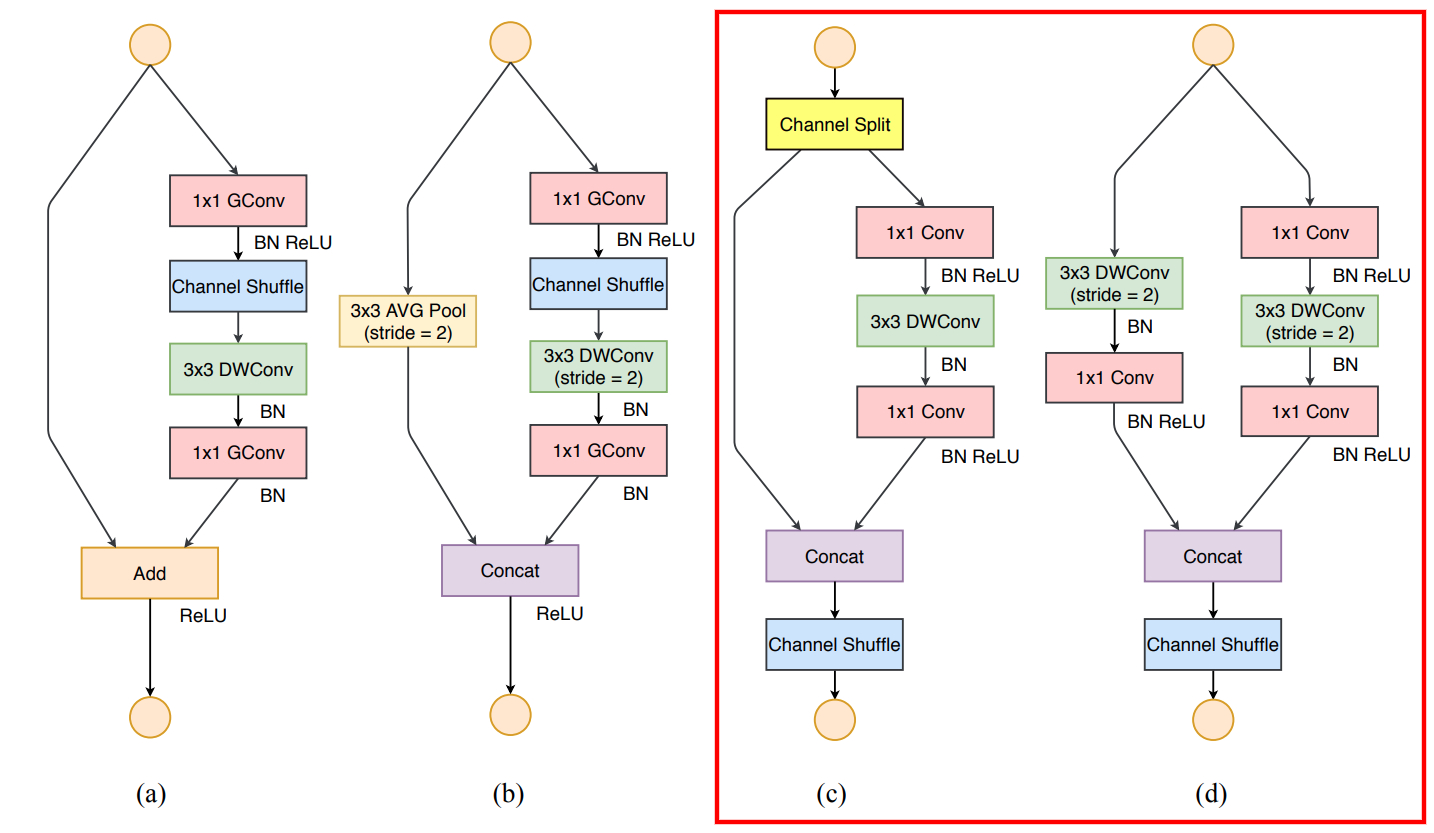 1x1 GConv
BN ReLU
Channel Shuffle
3x3 DWConv
BN
1x1 GConv
BN
Add
ReLU
(a)
1x1 GConv
BN ReLU
Channel Shuffle
3x3 AVG Pool
(stride = 2)
3x3 DWConv
(stride = 2)
BN
1x1 GConv
BN
Concat
ReLU
(b)
Channel Split
1x1 Conv
BN ReLU
3x3 DWConv
BN
1x1 Conv
BN ReLU
Concat
Channel Shuffle
(c)
3x3 DWConv
(stride = 2)
BN
1x1 Conv
BN ReLU
1x1 Conv
BN ReLU
3x3 DWConv
(stride = 2)
BN
1x1 Conv
BN ReLU
Concat
Channel Shuffle
(d)